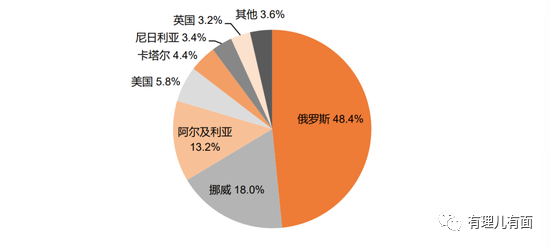 英国 3.2%
其他 3.6%
尼日利亚 3.4%
卡塔尔 4.4%
美国 5.8%
俄罗斯 48.4%
阿尔及利亚
13.2%
挪威 18.0%
有理儿有面